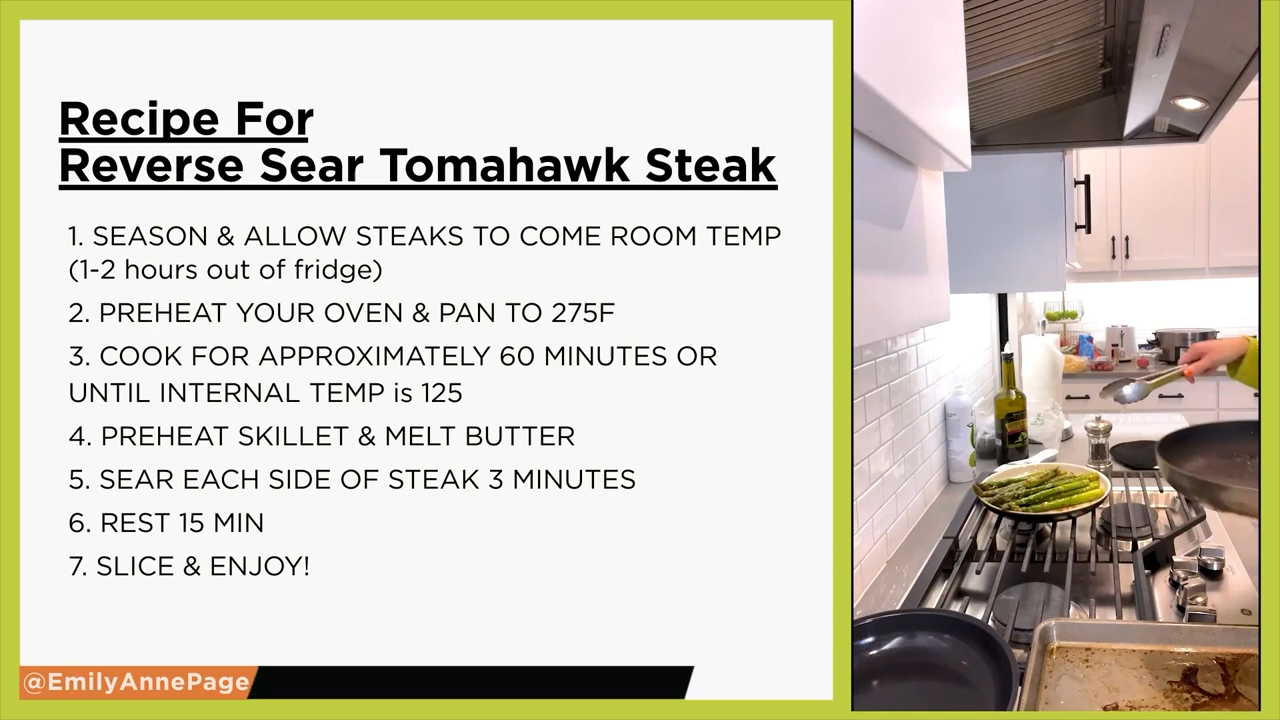 Recipe For
Reverse Sear Tomahawk Steak
1. SEASON & ALLOW STEAKS TO COME ROOM TEMP
(1-2 hours out of fridge)
2. PREHEAT YOUR OVEN & PAN TO 275F
3. COOK FOR APPROXIMATELY 60 MINUTES OR
UNTIL INTERNAL TEMP is 125
4. PREHEAT SKILLET & MELT BUTTER
5. SEAR EACH SIDE OF STEAK 3 MINUTES
6. REST 15 MIN
7. SLICE & ENJOY!
@EmilyAnnePage